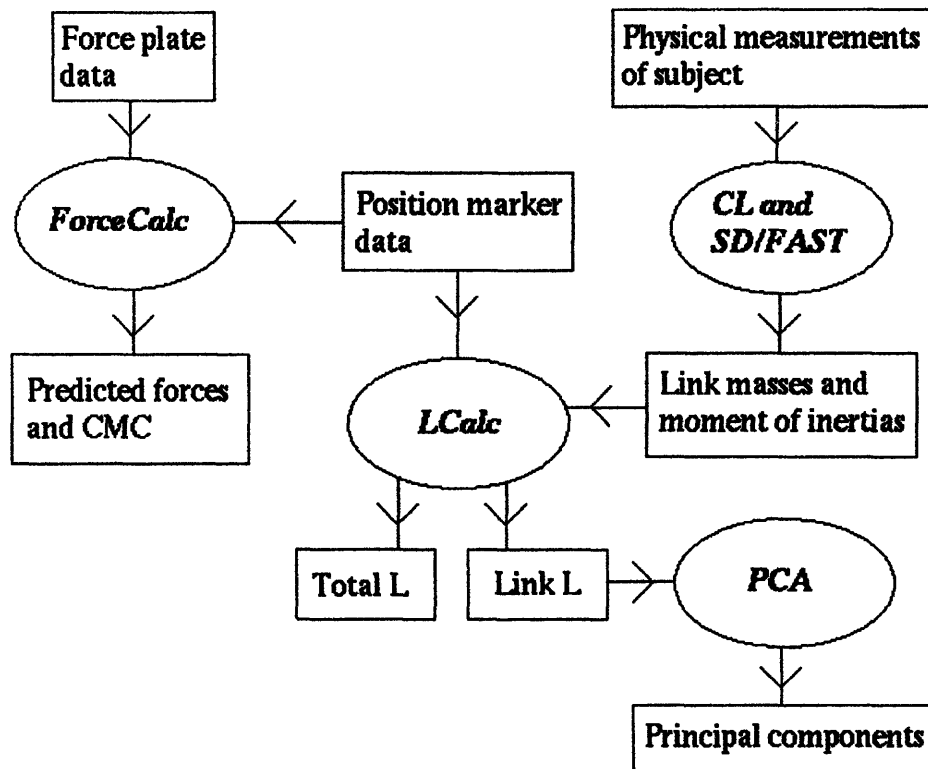 Force plate
data
Physical measurements
of subject
ForceCalc
Position marker
data
CL and
SD/FAST
Predicted forces
and CMC
LCalc
Link masses and
moment of inertias
Total L
Link L
PCA
Principal components